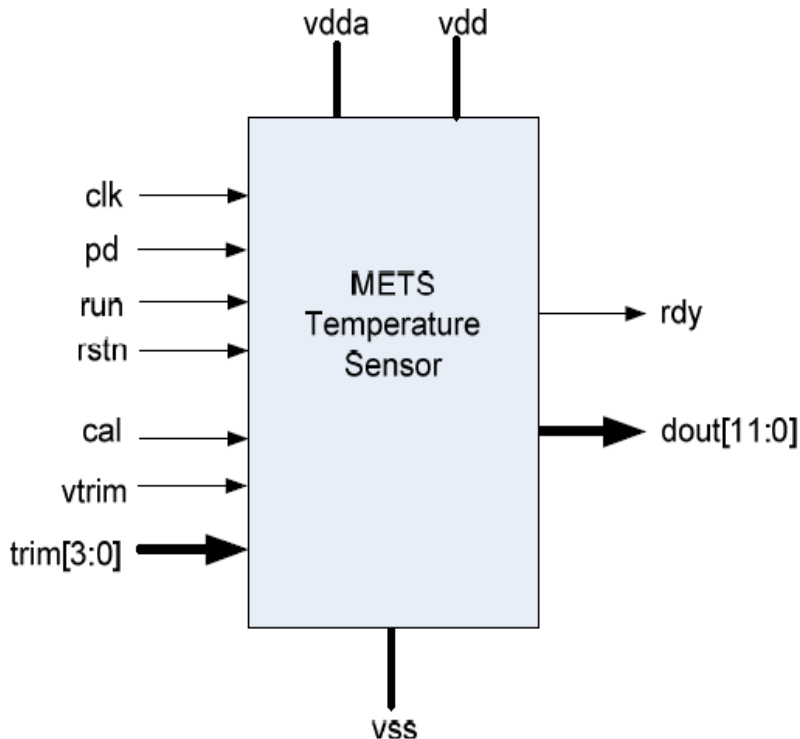 vdda
vdd
clk
pd
run
rstn
cal
vtrim
trim[3:0]
METS
Temperature
Sensor
rdy
dout[11:0]
vss